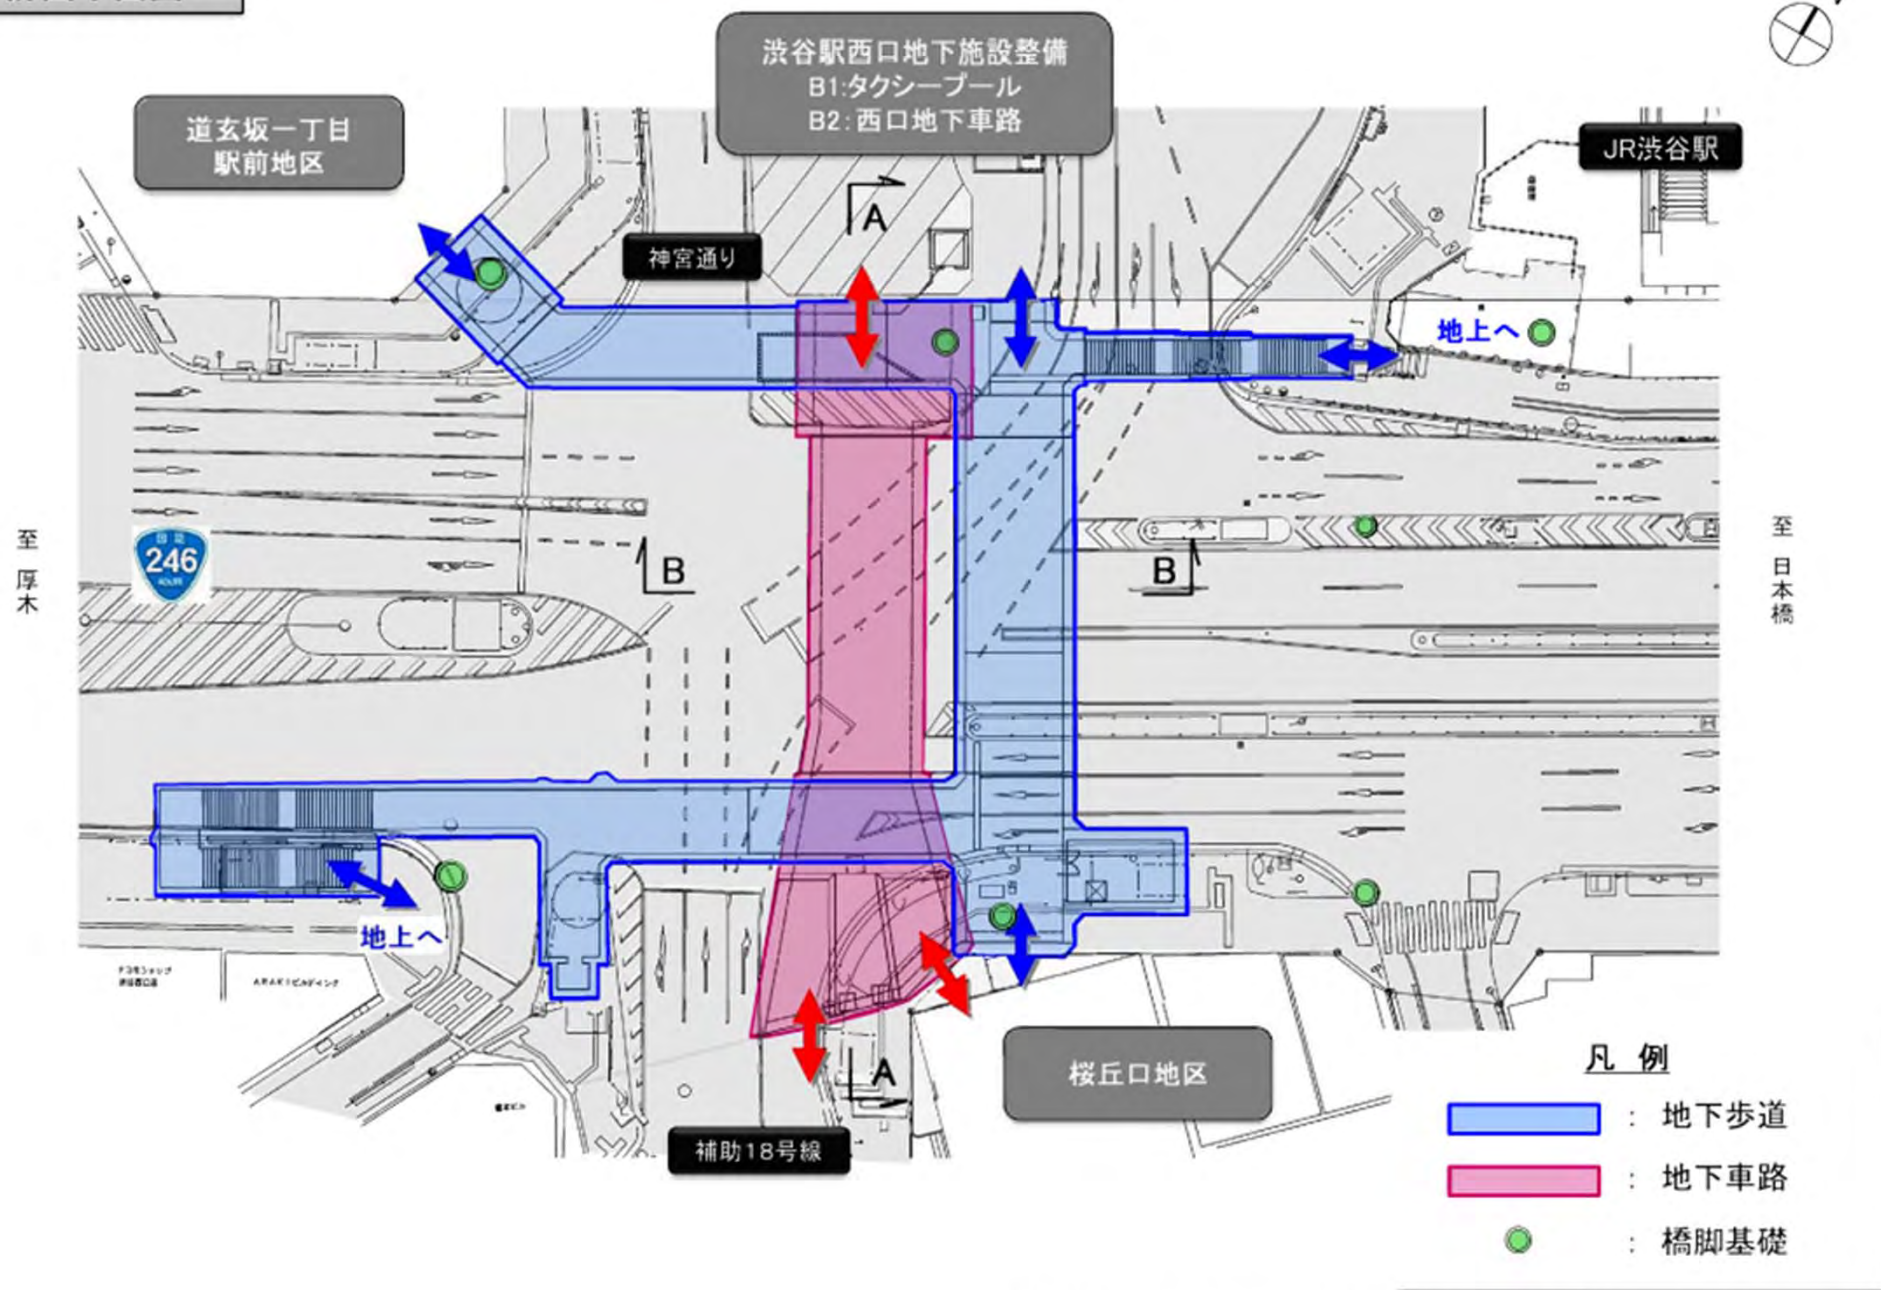 渋谷駅西口地下施設整備
B1:タクシープール
B2:西口地下車路
道玄坂一丁目
駅前地区
JR渋谷駅
神宮通り
A
地上へ
至 厚木
246
B
B
至 日本橋
地上へ
A
桜丘口地区
補助18号線
凡 例
: 地下歩道
: 地下車路
: 橋脚基礎